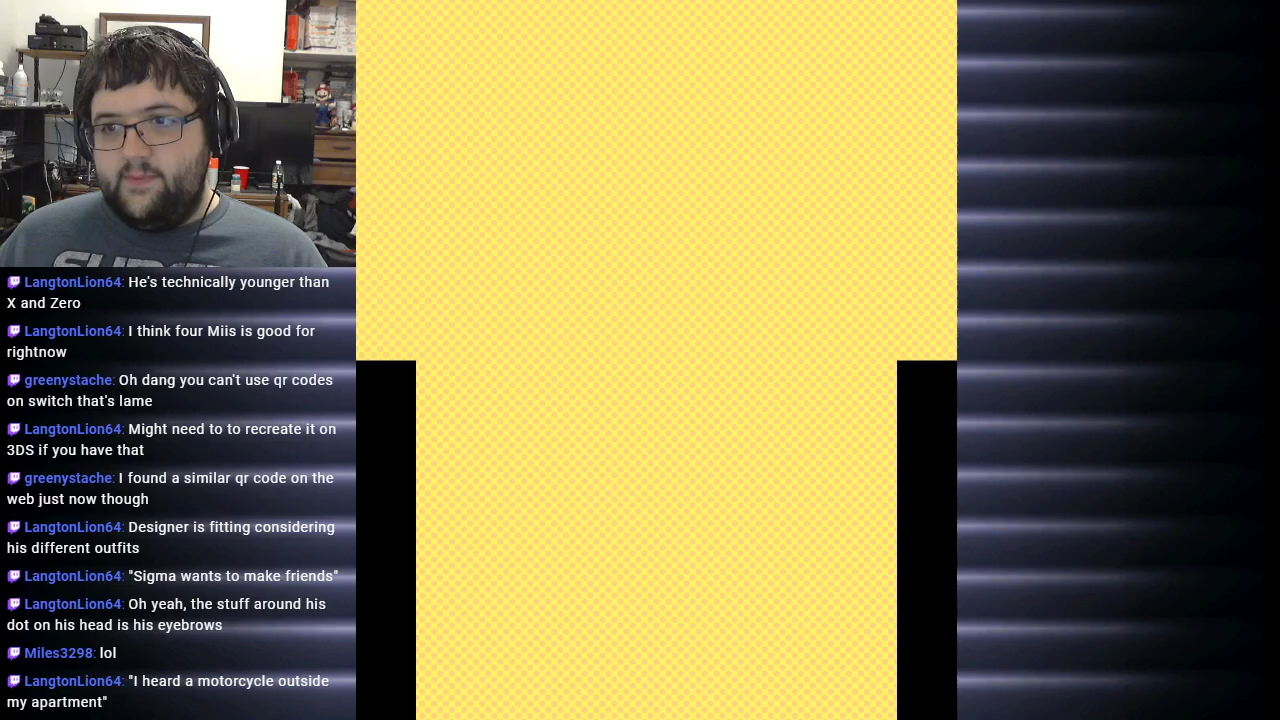 LangtonLion64: He's technically younger than
X and Zero
LangtonLion64: I think four Miis is good for
rightnow
greenystache: Oh dang you can't use qr codes
on switch that's lame
LangtonLion64: Might need to to recreate it on
3DS if you have that
greenystache: I found a similar qr code on the
web just now though
LangtonLion64: Designer is fitting considering
his different outfits
LangtonLion64: "Sigma wants to make friends"
LangtonLion64: Oh yeah, the stuff around his
dot on his head is his eyebrows
Miles3298: lol
LangtonLion64: "I heard a motorcycle outside
my apartment"